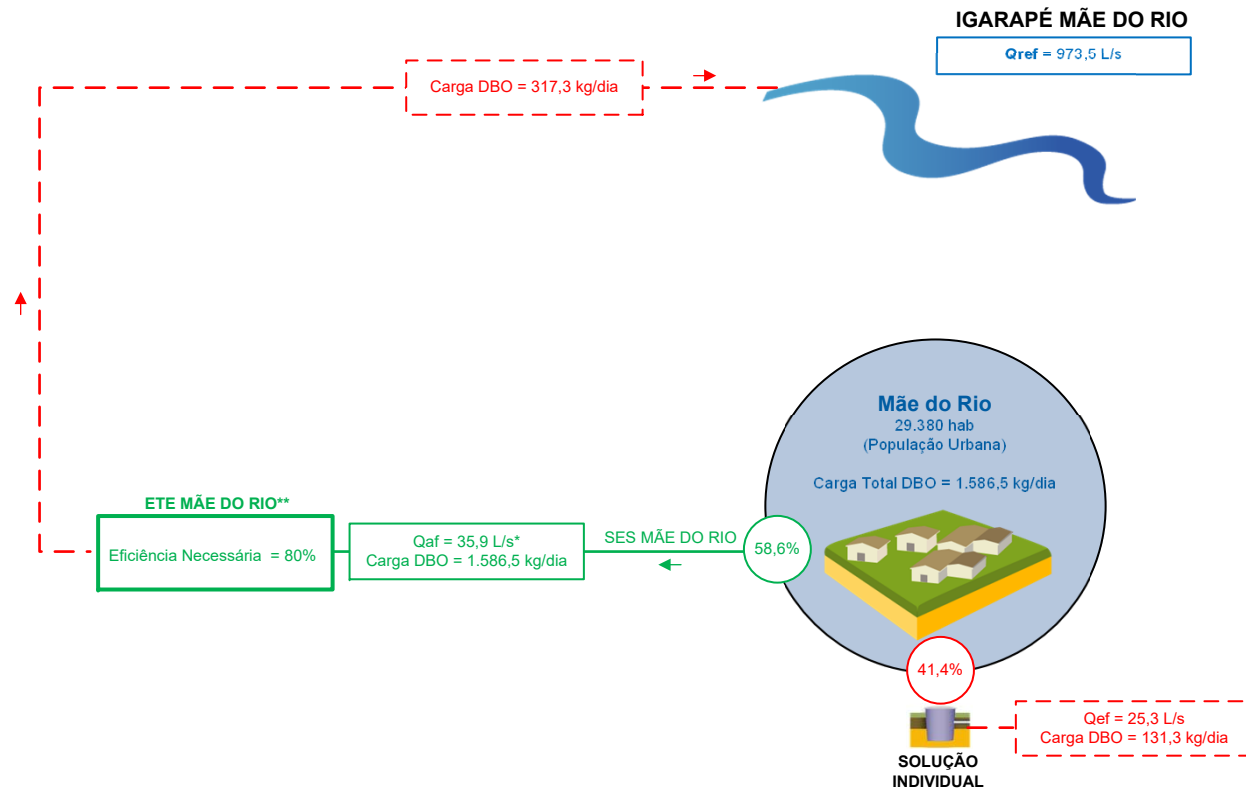 IGARAPÉ MÃE DO RIO
Qref = 973,5 L/s
Carga DBO = 317,3 kg/dia
Mãe do Rio
29.380 hab
(População Urbana)
Carga Total DBO = 1.586,5 kg/dia
ETE MÃE DO RIO**
Eficiência Necessária = 80%
Qaf = 35,9 L/s*
Carga DBO = 1.586,5 kg/dia
SES MÃE DO RIO
58,6%
41,4%
Qef = 25,3 L/s
Carga DBO = 131,3 kg/dia
SOLUÇÃO
INDIVIDUAL